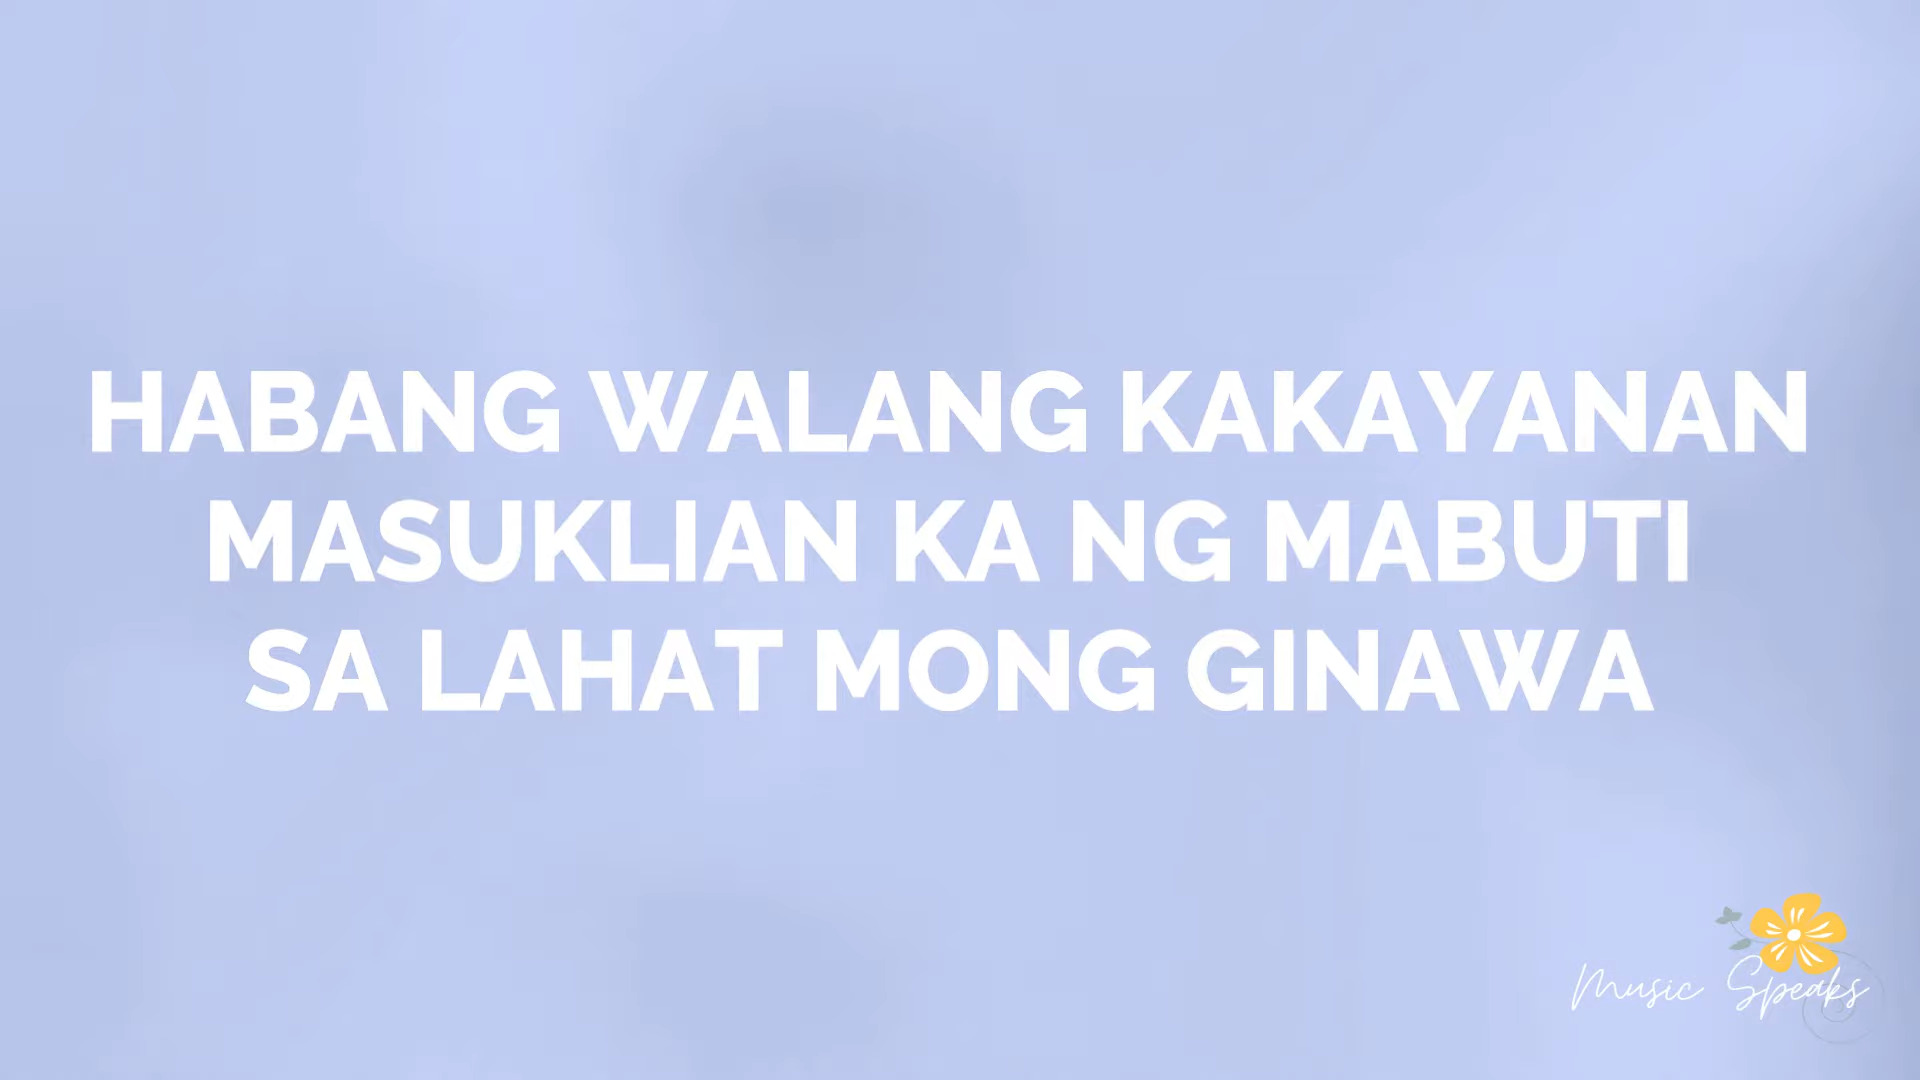 HABANG WALANG KAKAYANAN
MASUKLIAN KA NG MABUTI
SA LAHAT MONG GINAWA
Music Speaks